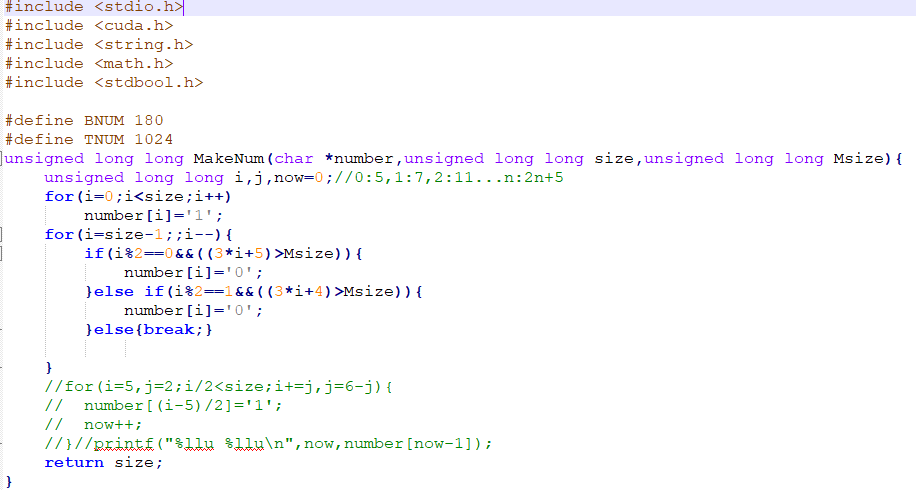 #include <stdio.h>
#include <cuda.h>
#include <string.h>
#include <math.h>
#include <stdbool.h>
#define BNUM 180
#define TNUM 1024
unsigned long long MakeNum(char *number,unsigned long long size,unsigned long long Msize){
unsigned long long i,j,now=0;//0:5,1:7,2:11...n:2n+5
for(i=0;i<size;i++)
number[i]='1';
for(i=size-1;;i--){
if(i%2==0&&((3*i+5)>Msize)){
number[i]='0';
}else if(i%2==1&&((3*i+4)>Msize)){
number[i]='0';
}else{break;}
}
//for(i=5,j=2;i/2<size;i+=j,j=6-j){
// number[(i-5)/2]='1';
// now++;
//}//printf("%llu %llu\n",now,number[now-1]);
return size;
}